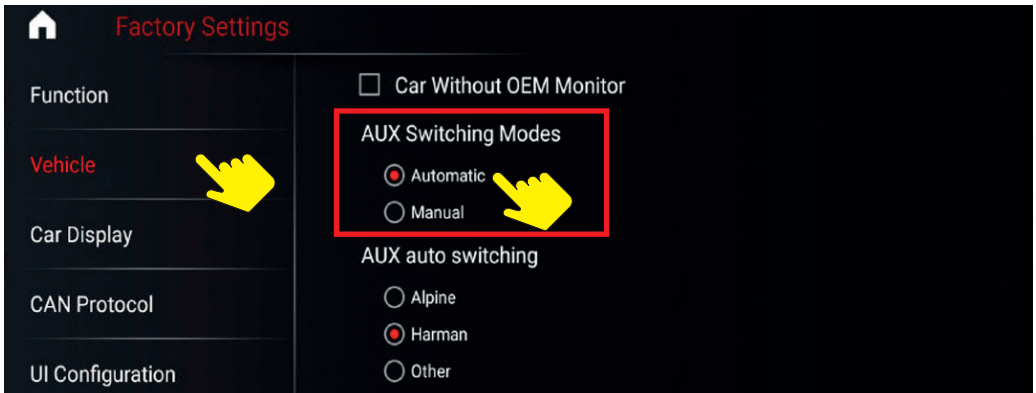 Factory Settings
Function
Vehicle
Car Display
CAN Protocol
UI Configuration
Car Without OEM Monitor
AUX Switching Modes
Automatic
Manual
AUX auto switching
Alpine
Harman
Other